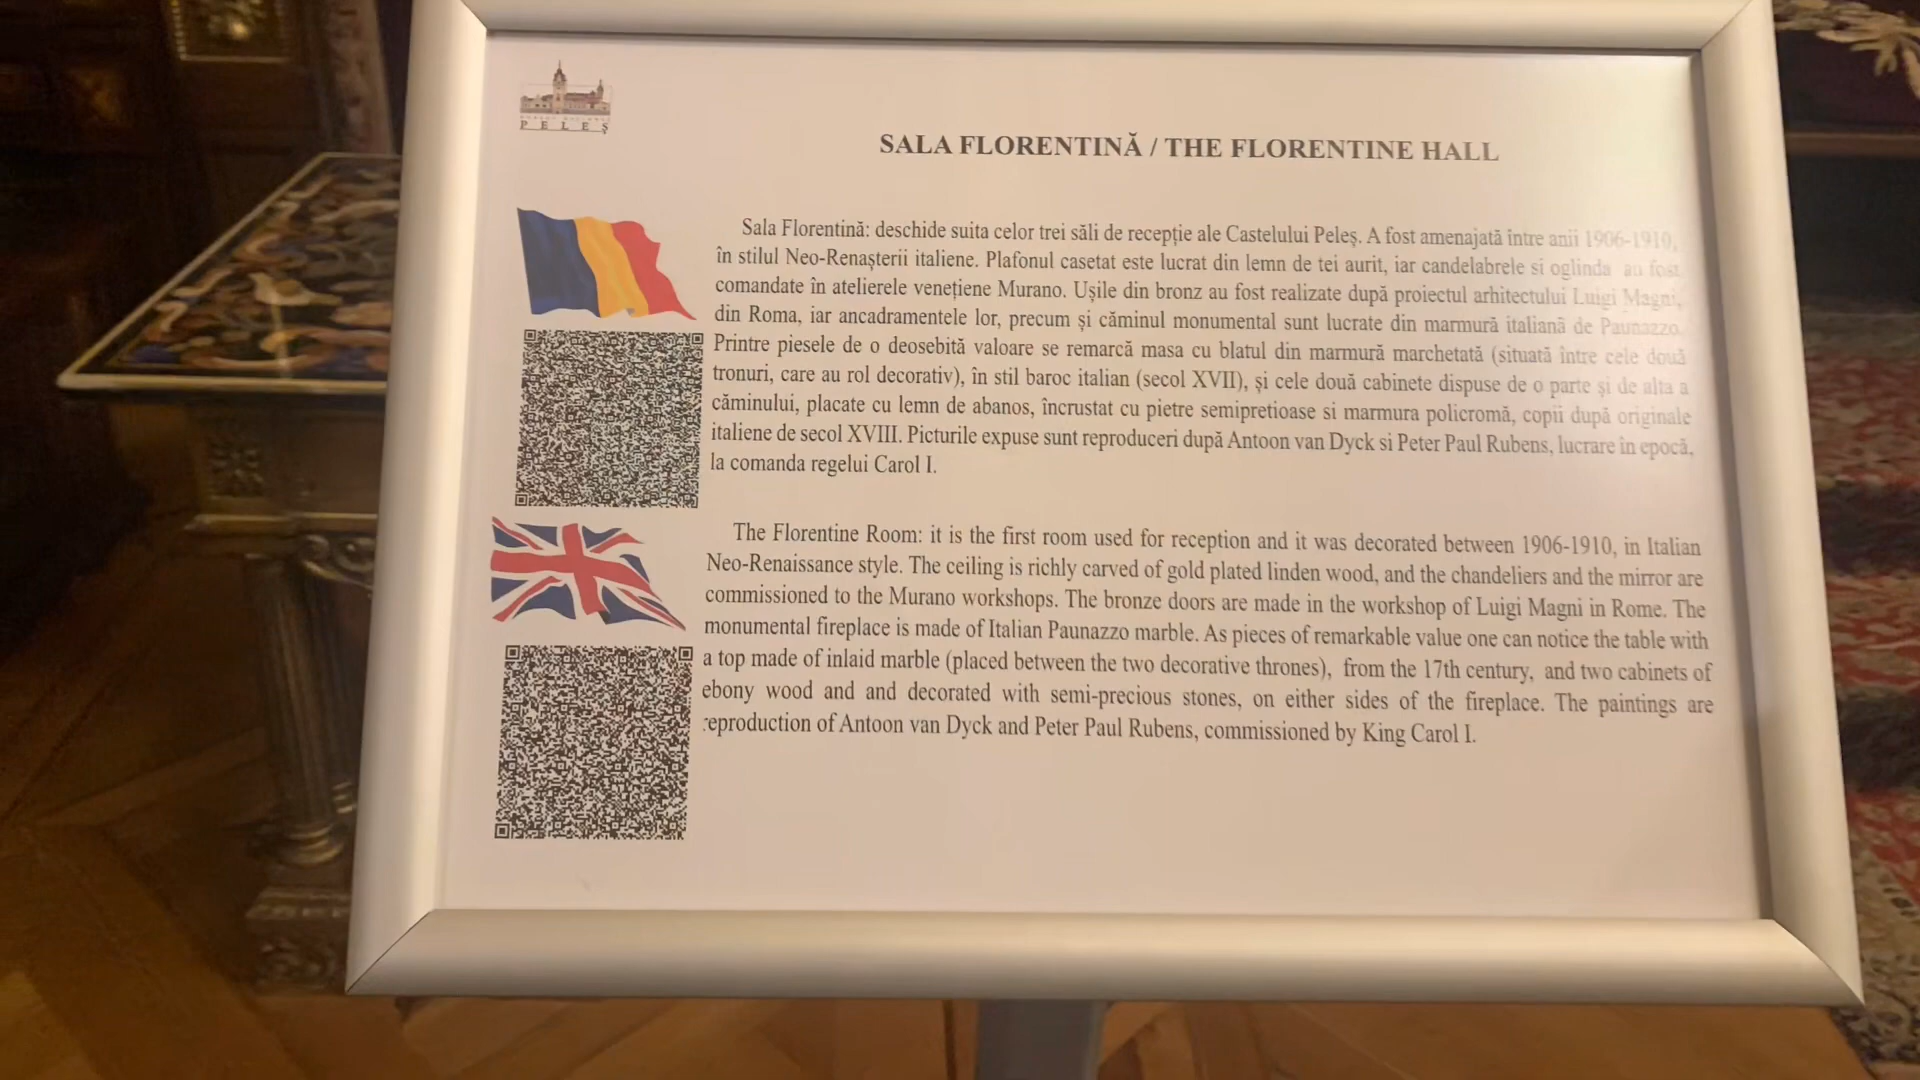 PELEȘ
SALA FLORENTINĂ / THE FLORENTINE HALL
Sala Florentină: deschide suita celor trei săli de recepție ale Castelului Peleș. A fost amenajată între anii 1906-1910,
în stilul Neo-Renașterii italiene. Plafonul casetat este lucrat din lemn de tei aurit, iar candelabrele si oglinda au fost
comandate în atelierele venețiene Murano. Ușile din bronz au fost realizate după proiectul arhitectului Luigi Magni,
din Roma, iar ancadramentele lor, precum și căminul monumental sunt lucrate din marmură italiană de Paunazzo.
Printre piesele de o deosebită valoare se remarcă masa cu blatul din marmură marchetată (situată între cele două
tronuri, care au rol decorativ), în stil baroc italian (secol XVII), și cele două cabinete dispuse de o parte și de alta a
căminului, placate cu lemn de abanos, încrustat cu pietre semiprețioase si marmura policromă, copii după originale
italiene de secol XVIII. Picturile expuse sunt reproduceri după Antoon van Dyck si Peter Paul Rubens, lucrare în epocă,
la comanda regelui Carol I.
The Florentine Room: it is the first room used for reception and it was decorated between 1906-1910, in Italian
Neo-Renaissance style. The ceiling is richly carved of gold plated linden wood, and the chandeliers and the mirror are
commissioned to the Murano workshops. The bronze doors are made in the workshop of Luigi Magni in Rome. The
monumental fireplace is made of Italian Paunazzo marble. As pieces of remarkable value one can notice the table with
a top made of inlaid marble (placed between the two decorative thrones), from the 17th century, and two cabinets of
ebony wood and and decorated with semi-precious stones, on either sides of the fireplace. The paintings are
reproduction of Antoon van Dyck and Peter Paul Rubens, commissioned by King Carol I.